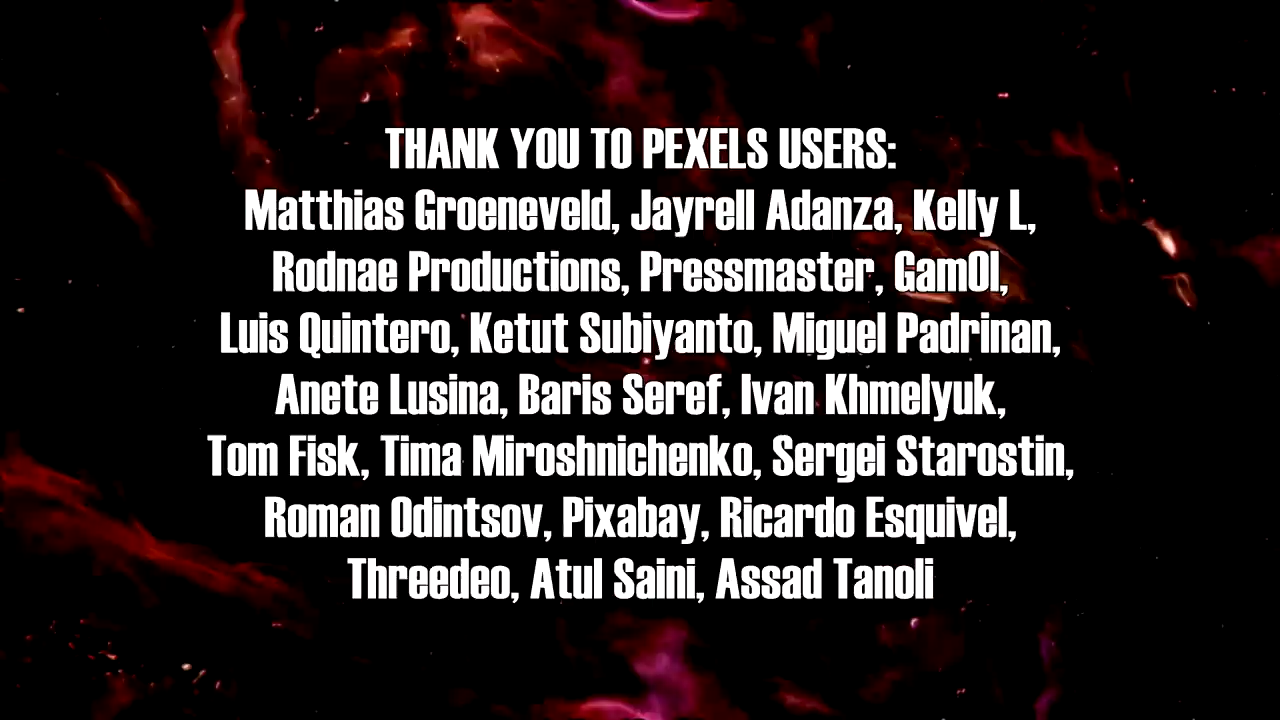 THANK YOU TO PEXELS USERS:
Matthias Groeneveld, Jayrell Adanza, Kelly L,
Rodnae Productions, Pressmaster, GamOl,
Luis Quintero, Ketut Subiyanto, Miguel Padrinan,
Anete Lusina, Baris Seref, Ivan Khmelyuk,
Tom Fisk, Tima Miroshnichenko, Sergei Starostin,
Roman Odintsov, Pixabay, Ricardo Esquivel,
Threedeo, Atul Saini, Assad Tanoli